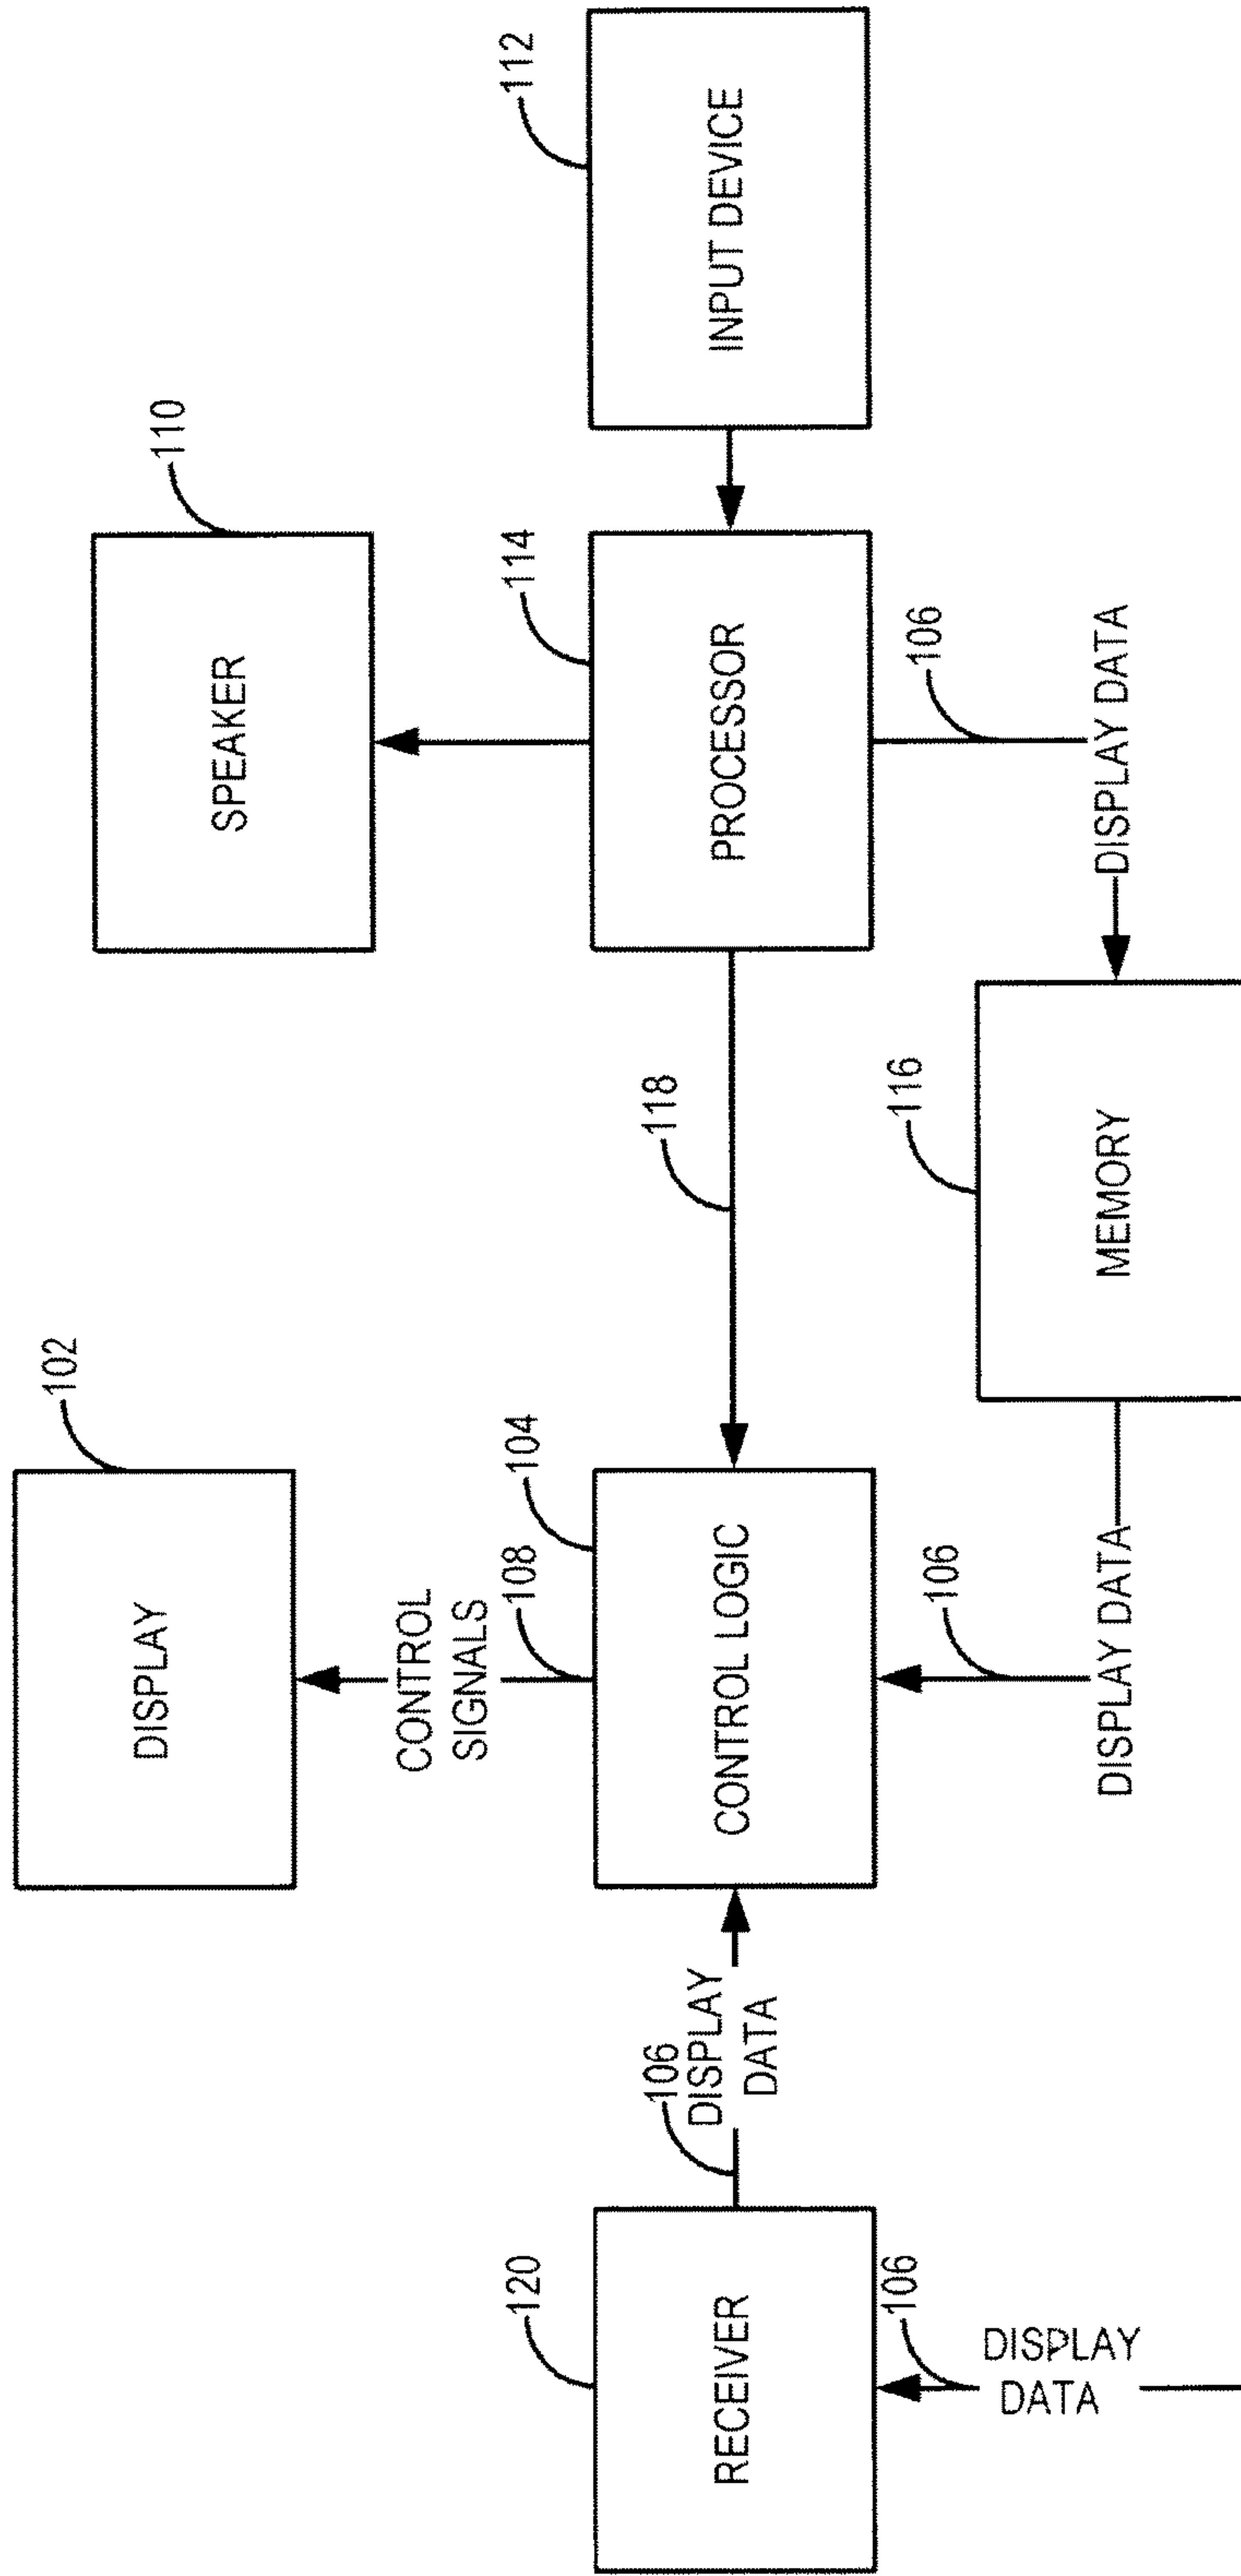 102
DISPLAY
110
SPEAKER
CONTROL
SIGNALS
108
104
120
RECEIVER
106
DISPLAY
DATA
CONTROL LOGIC
118
114
PROCESSOR
112
INPUT DEVICE
106
DISPLAY
DATA
106
DISPLAY DATA
116
MEMORY
106
DISPLAY DATA